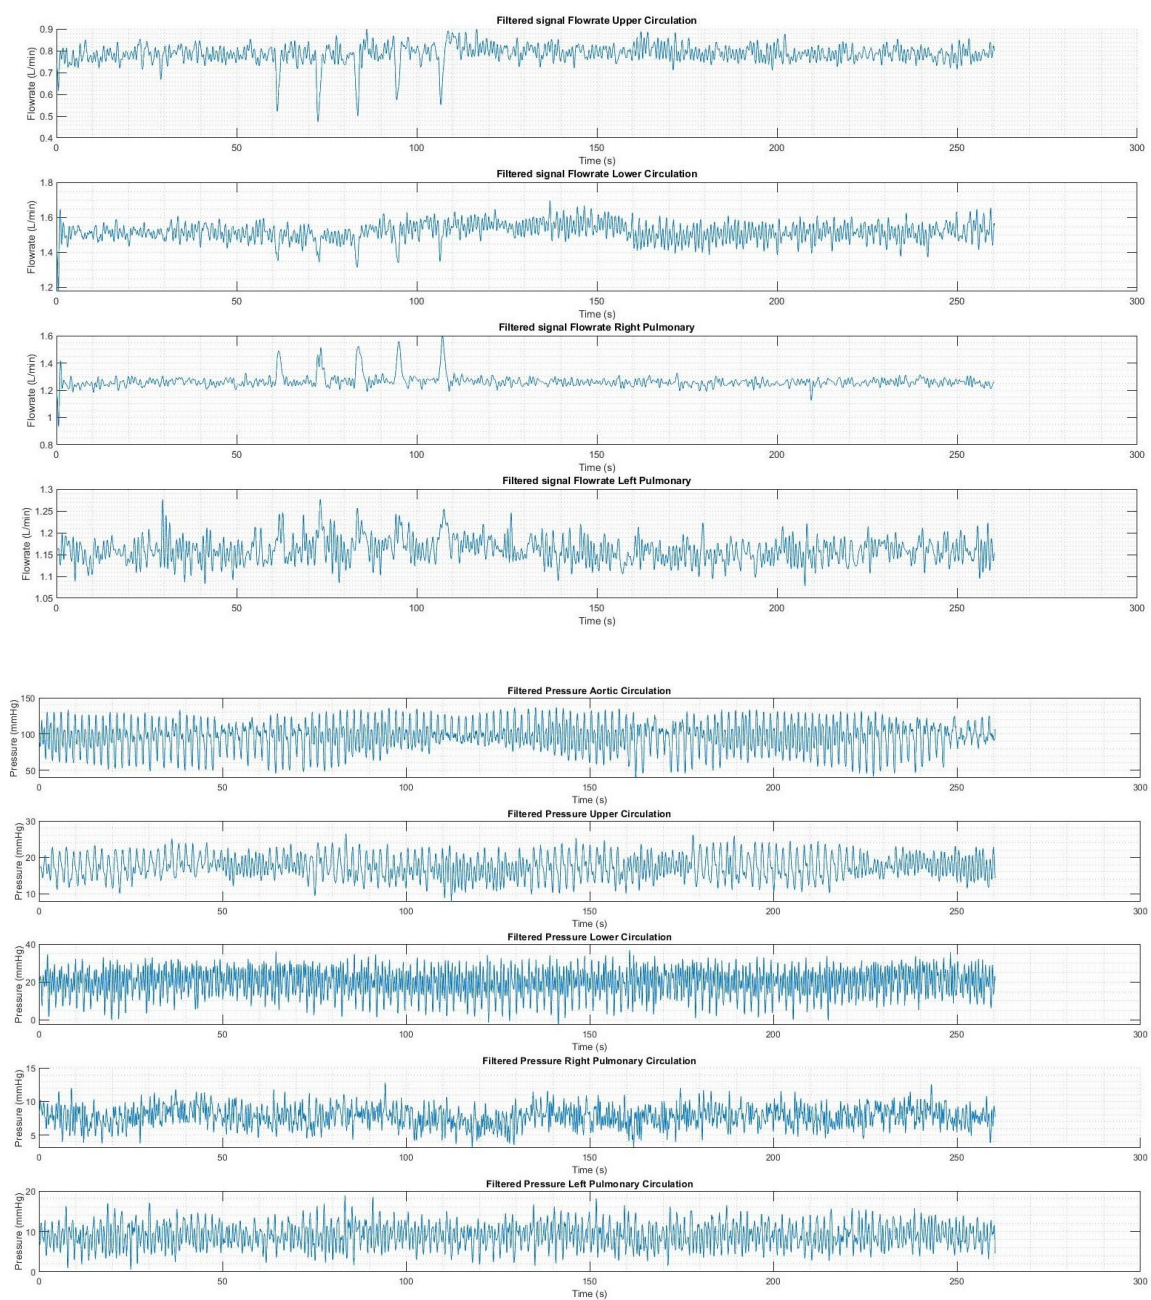 Filtered signal Flowrate Upper Circulation
0.9
0.8
0.7
0.6
0.5
0.4
Flowrate (L/min)
0 50 100 150 200 250 300
Time (s)
Filtered signal Flowrate Lower Circulation
1.8
1.6
1.4
1.2
Flowrate (L/min)
0 50 100 150 200 250 300
Time (s)
Filtered signal Flowrate Right Pulmonary
1.6
1.4
1.2
1
0.8
Flowrate (L/min)
0 50 100 150 200 250 300
Time (s)
Filtered signal Flowrate Left Pulmonary
1.3
1.25
1.2
1.15
1.1
1.05
Flowrate (L/min)
0 50 100 150 200 250 300
Time (s)
Filtered Pressure Aortic Circulation
150
100
50
Pressure (mmHg)
0 50 100 150 200 250 300
Time (s)
Filtered Pressure Upper Circulation
30
20
10
Pressure (mmHg)
0 50 100 150 200 250 300
Time (s)
Filtered Pressure Lower Circulation
40
20
0
Pressure (mmHg)
0 50 100 150 200 250 300
Time (s)
Filtered Pressure Right Pulmonary Circulation
15
10
5
Pressure (mmHg)
0 50 100 150 200 250 300
Time (s)
Filtered Pressure Left Pulmonary Circulation
20
10
0
Pressure (mmHg)
0 50 100 150 200 250 300
Time (s)